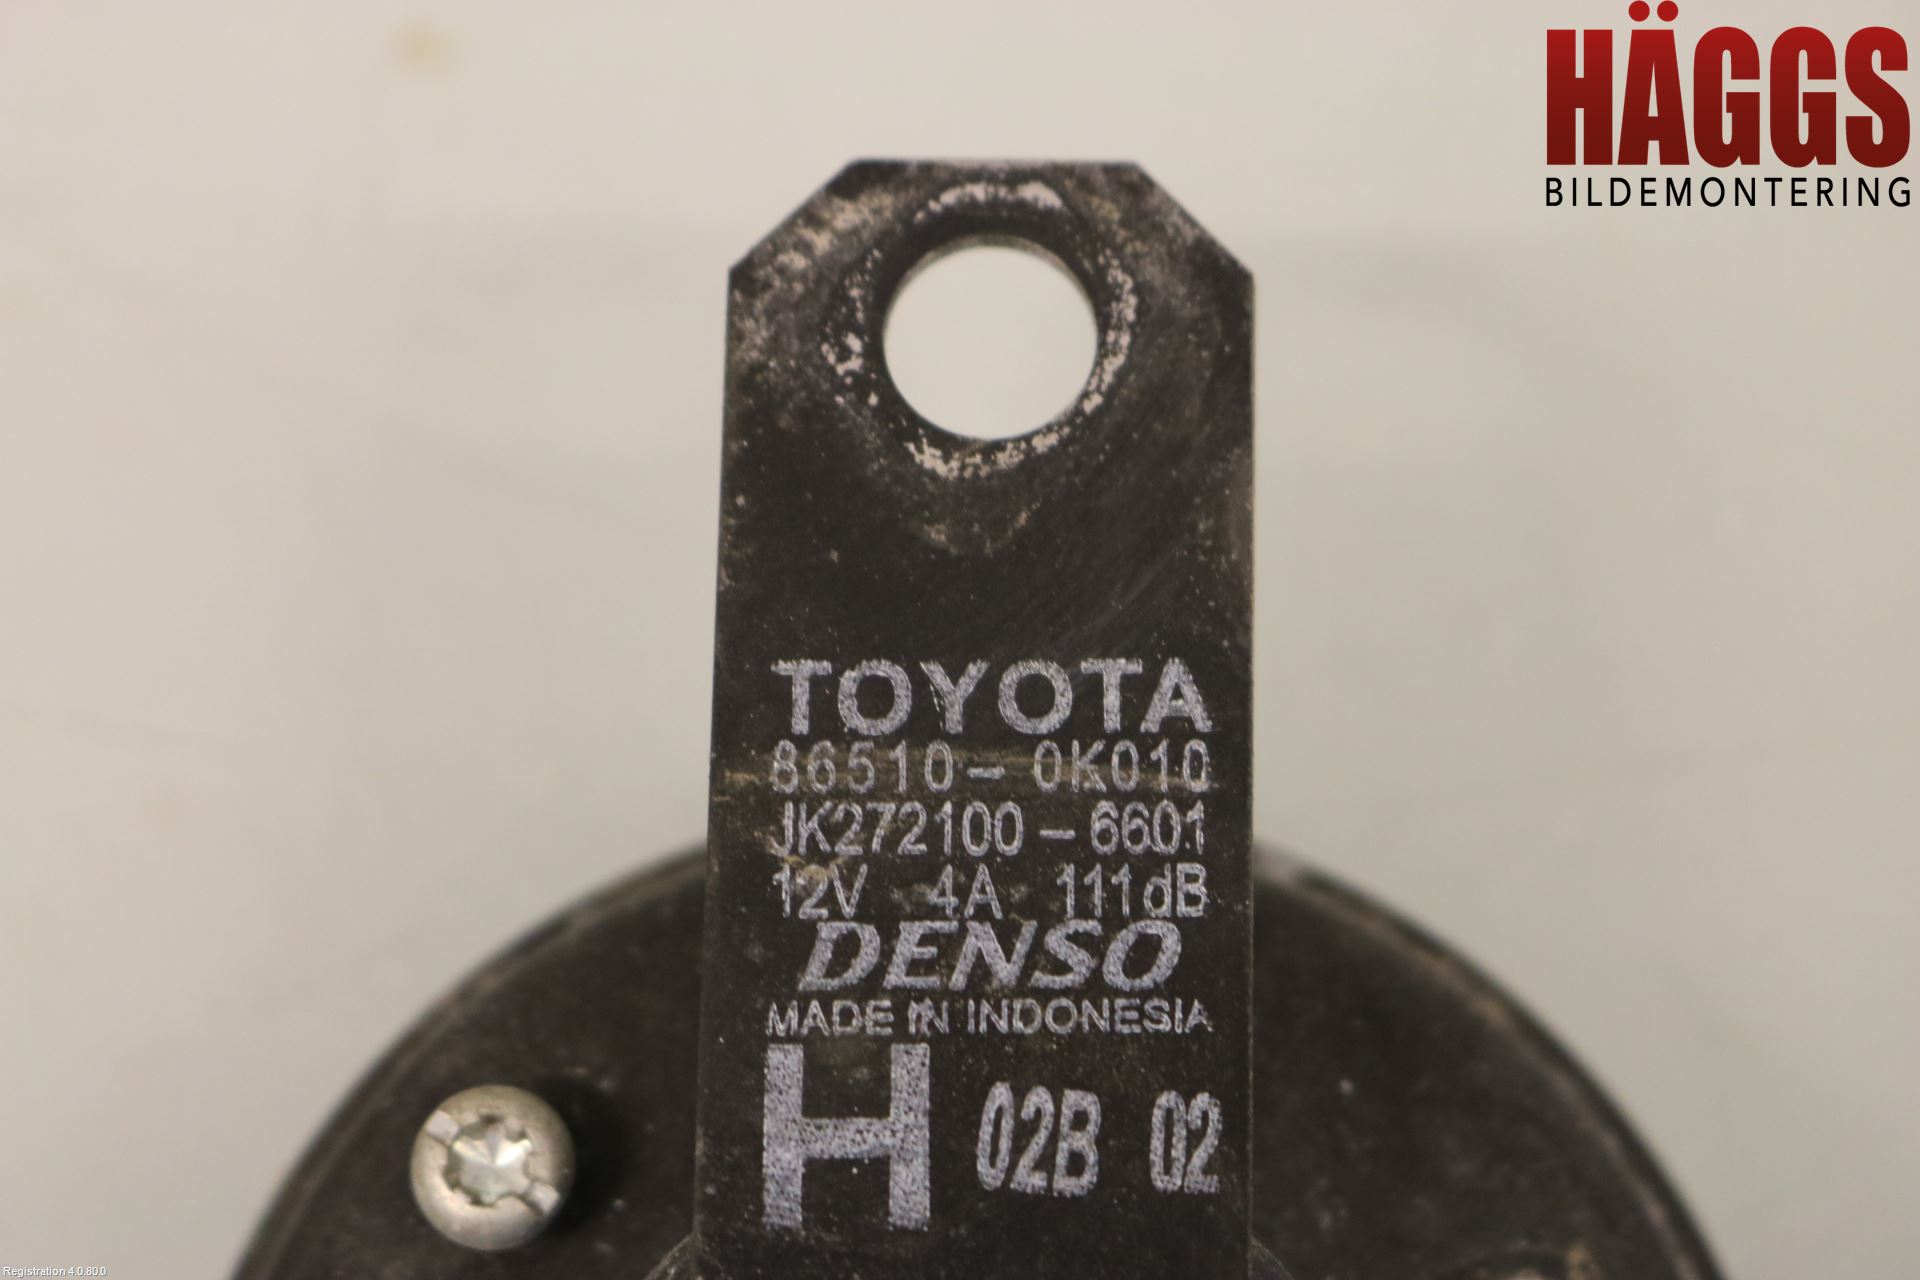 HÄGGS
BILDEMONTERING
TOYOTA
86510-0K010
JK272100-6601
12V 4A 111dB
DENSO
MADE IN INDONESIA
H 02B 02
Registration 4.0.80.0